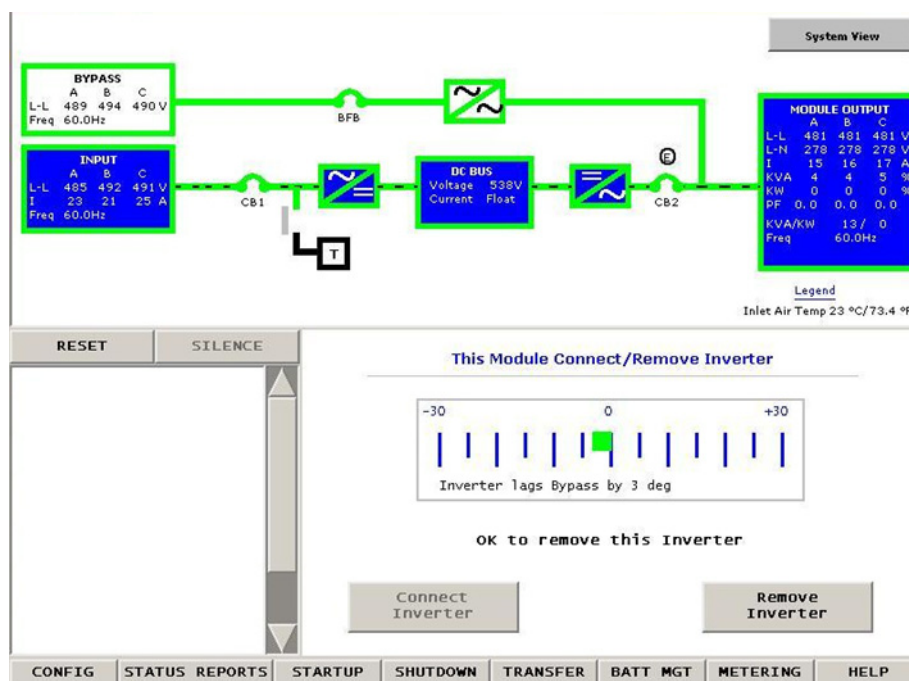 System View
BYPASS
A B C
L-L 489 494 490 V
Freq 60.0Hz
BFB
INPUT
A B C
L-L 485 492 491 V
I 23 21 25 A
Freq 60.0Hz
CB1
T
DC BUS
Voltage 538V
Current Float
E
CB2
MODULE OUTPUT
A B C
L-L 481 481 481 V
L-N 278 278 278 V
I 15 16 17 A
KVA 4 4 5 %
KW 0 0 0 %
PF 0.0 0.0 0.0
KVA/KW 13 / 0
Freq 60.0Hz
Legend
Inlet Air Temp 23 ºC/73.4 ºF
RESET SILENCE
This Module Connect/Remove Inverter
-30 0 +30
Inverter lags Bypass by 3 deg
OK to remove this Inverter
Connect
Inverter
Remove
Inverter
CONFIG STATUS REPORTS STARTUP SHUTDOWN TRANSFER BATT MGT METERING HELP